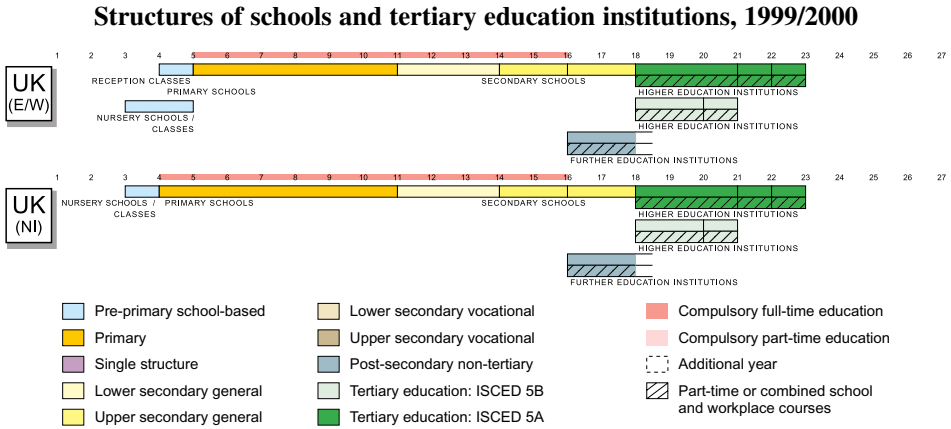 Structures of schools and tertiary education institutions, 1999/2000
1 2 3 4 5 6 7 8 9 10 11 12 13 14 15 16 17 18 19 20 21 22 23 24 25 26 27
UK
(E/W)
RECEPTION CLASSES
SECONDARY SCHOOLS
PRIMARY SCHOOLS
HIGHER EDUCATION INSTITUTIONS
NURSERY SCHOOLS /
CLASSES
HIGHER EDUCATION INSTITUTIONS
FURTHER EDUCATION INSTITUTIONS
1 2 3 4 5 6 7 8 9 10 11 12 13 14 15 16 17 18 19 20 21 22 23 24 25 26 27
UK
(NI)
NURSERY SCHOOLS /
CLASSES
PRIMARY SCHOOLS
SECONDARY SCHOOLS
HIGHER EDUCATION INSTITUTIONS
HIGHER EDUCATION INSTITUTIONS
FURTHER EDUCATION INSTITUTIONS
Pre-primary school-based
Primary
Single structure
Lower secondary general
Upper secondary general
Lower secondary vocational
Upper secondary vocational
Post-secondary non-tertiary
Tertiary education: ISCED 5B
Tertiary education: ISCED 5A
Compulsory full-time education
Compulsory part-time education
Additional year
Part-time or combined school
and workplace courses